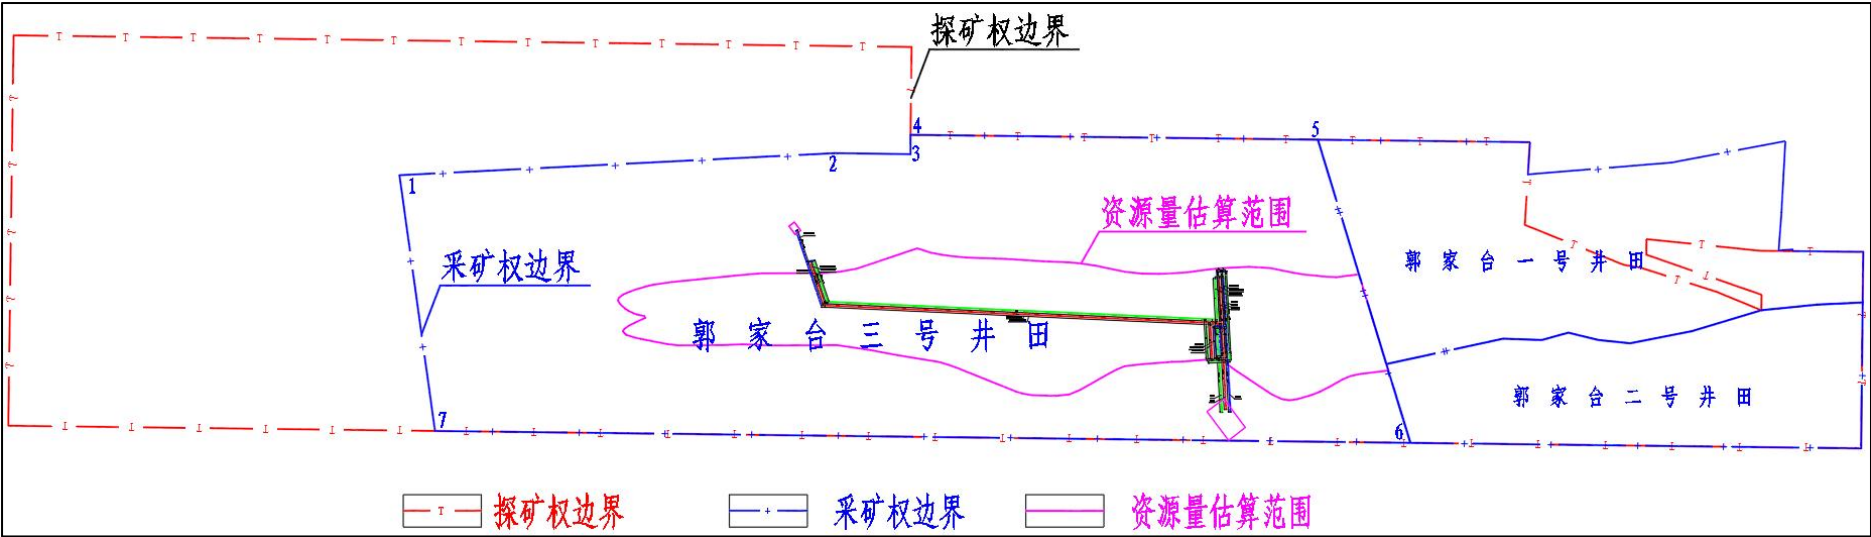 探矿权边界
4
5
3
2
1
资源量估算范围
采矿权边界
郭家台一号井田
郭家台三号井田
郭家台二号井田
7
6
探矿权边界
采矿权边界
资源量估算范围